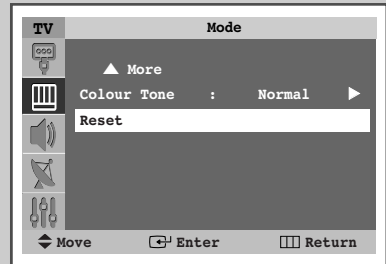 TV Mode
▲ More
Colour Tone : Normal ▶
Reset
Move Enter Return